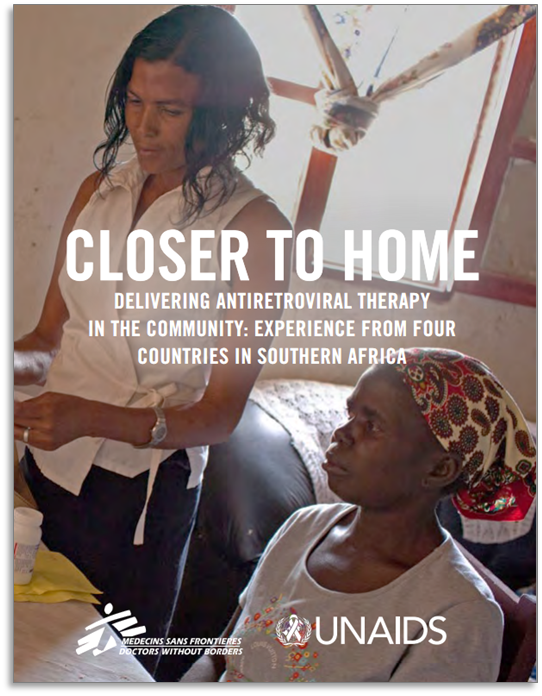 CLOSER TO HOME
DELIVERING ANTIRETROVIRAL THERAPY
IN THE COMMUNITY: EXPERIENCE FROM FOUR
COUNTRIES IN SOUTHERN AFRICA
MEDECINS SANS FRONTIERES
DOCTORS WITHOUT BORDERS
UNAIDS